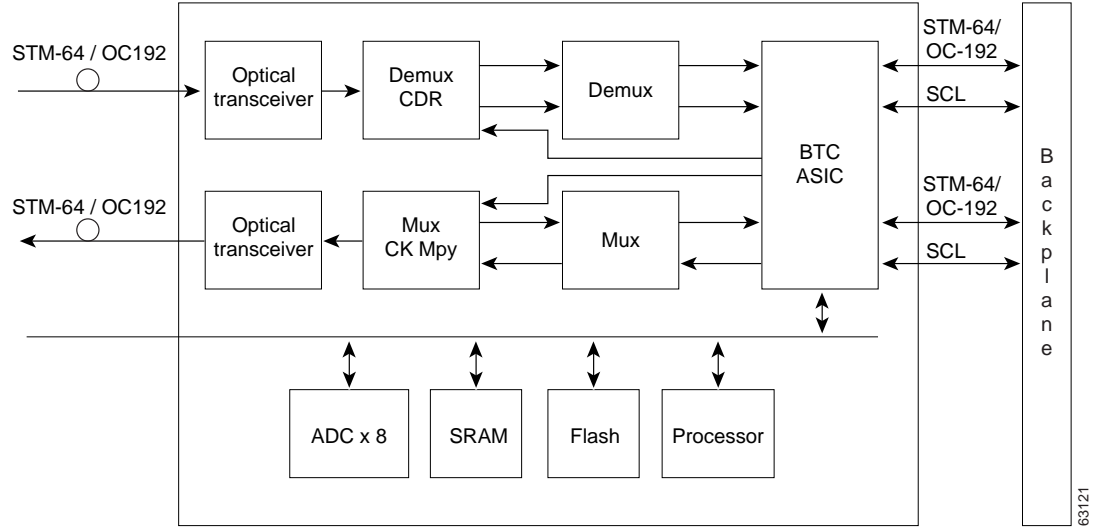 STM-64 / OC192
Optical
transceiver
Demux
CDR
Demux
BTC
ASIC
STM-64/
OC-192
SCL
STM-64 / OC192
Optical
transceiver
Mux
CK Mpy
Mux
STM-64/
OC-192
SCL
Backplane
ADC x 8
SRAM
Flash
Processor
63121